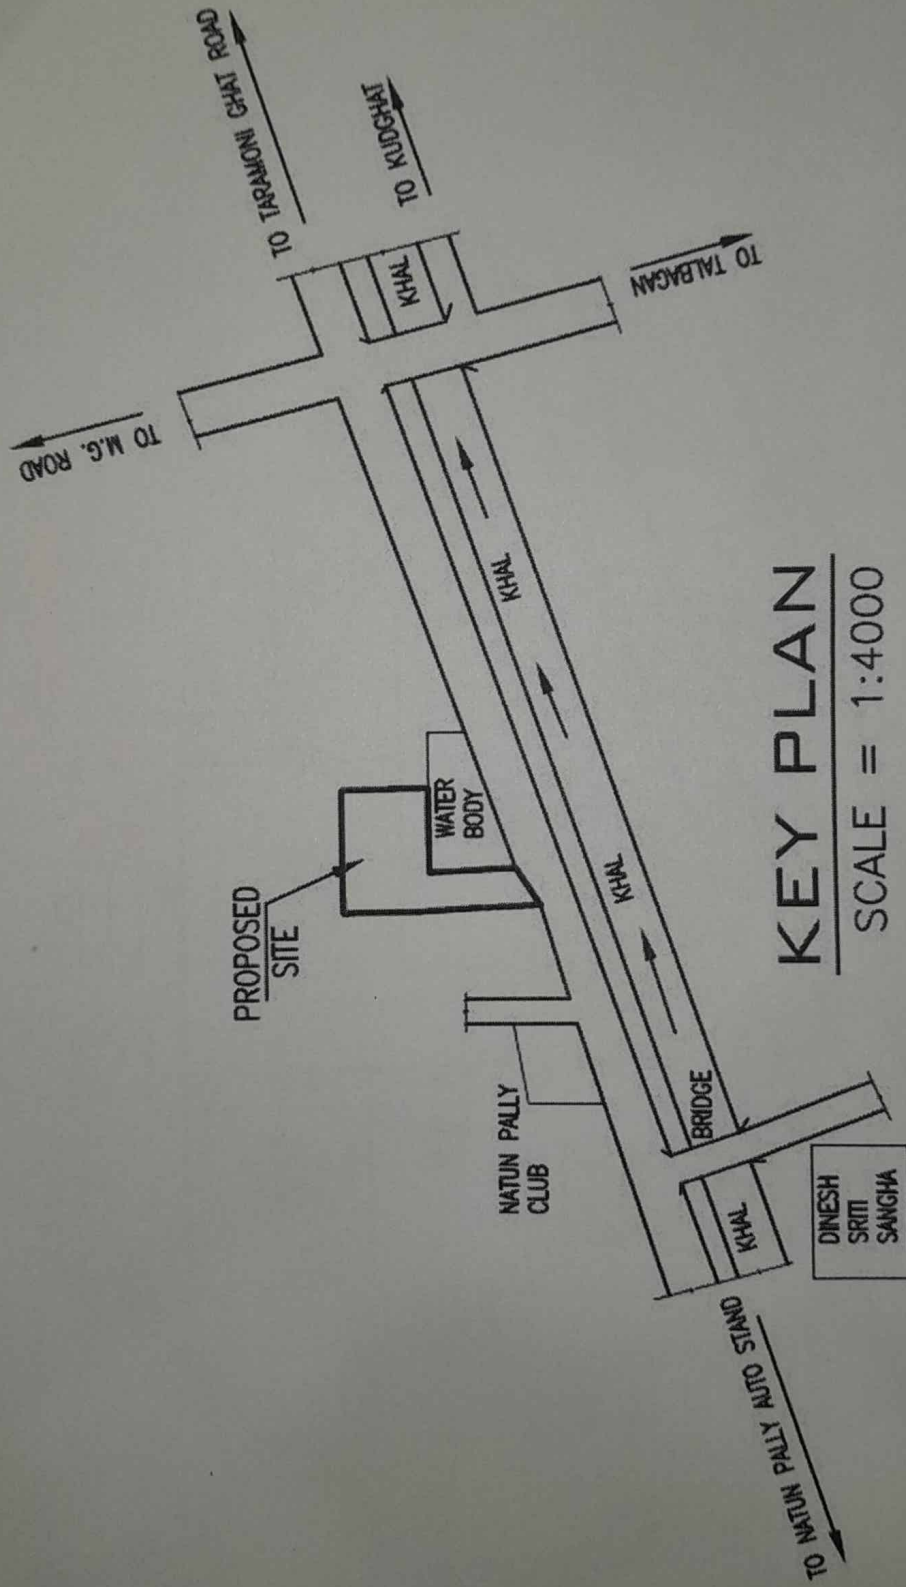 TO M.G. ROAD
TO TARAMONI GHAT ROAD
TO KUDGHAT
KHAL
TO TALBAGAN
KHAL
PROPOSED
SITE
WATER
BODY
KHAL
NATUN PALLY
CLUB
BRIDGE
KHAL
DINESH
SRITI
SANGHA
TO NATUN PALLY AUTO STAND
KEY PLAN
SCALE = 1:4000